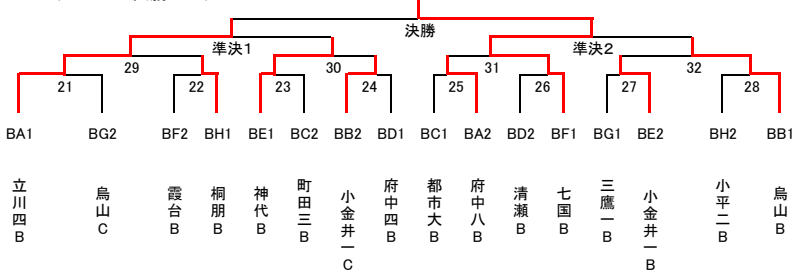 決勝
準決1
準決2
29
30
31
32
21
22
23
24
25
26
27
28
BA1
BG2
BF2
BH1
BE1
BC2
BB2
BD1
BC1
BA2
BD2
BF1
BG1
BE2
BH2
BB1
立川四B
烏山C
霞台B
桐朋B
神代B
町田三B
小金井一C
府中四B
都市大B
府中八B
清瀬B
七国B
三鷹一B
小金井一B
小平二B
烏山B